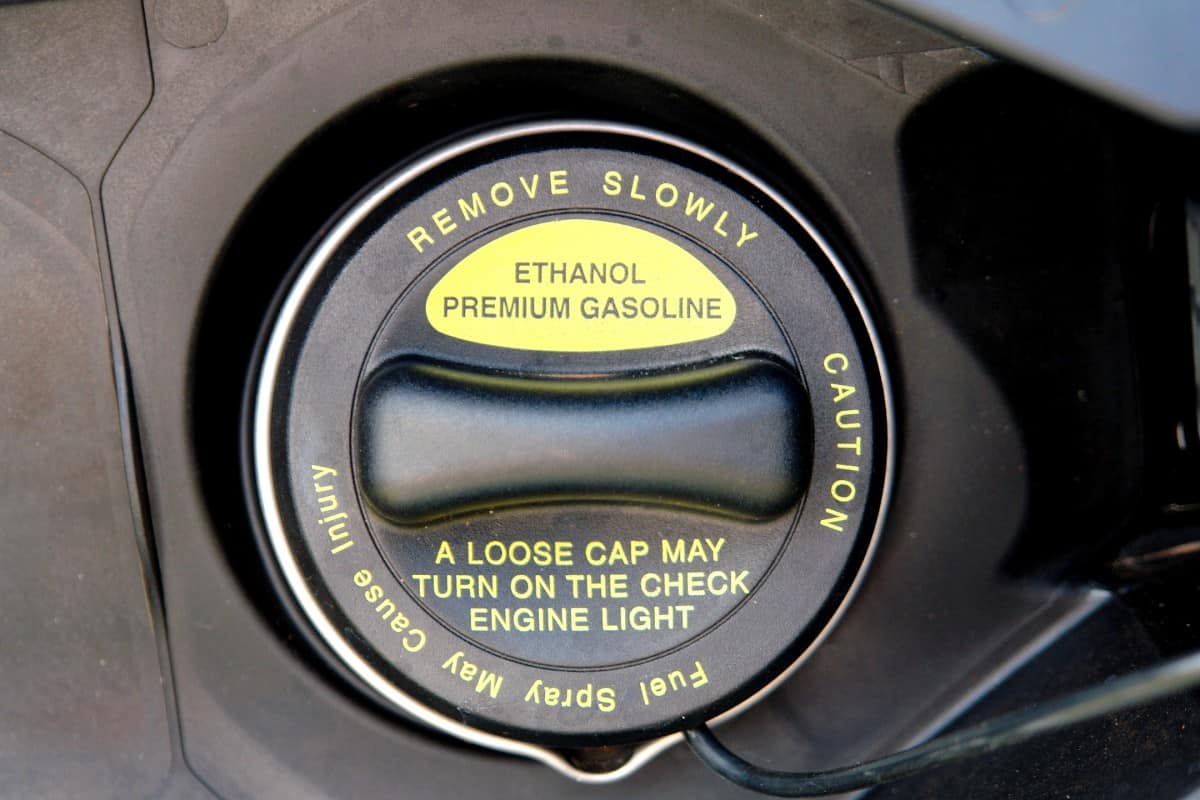 REMOVE SLOWLY
ETHANOL
PREMIUM GASOLINE
CAUTION
A LOOSE CAP MAY
TURN ON THE CHECK
ENGINE LIGHT
Fuel Spray May Cause Injury